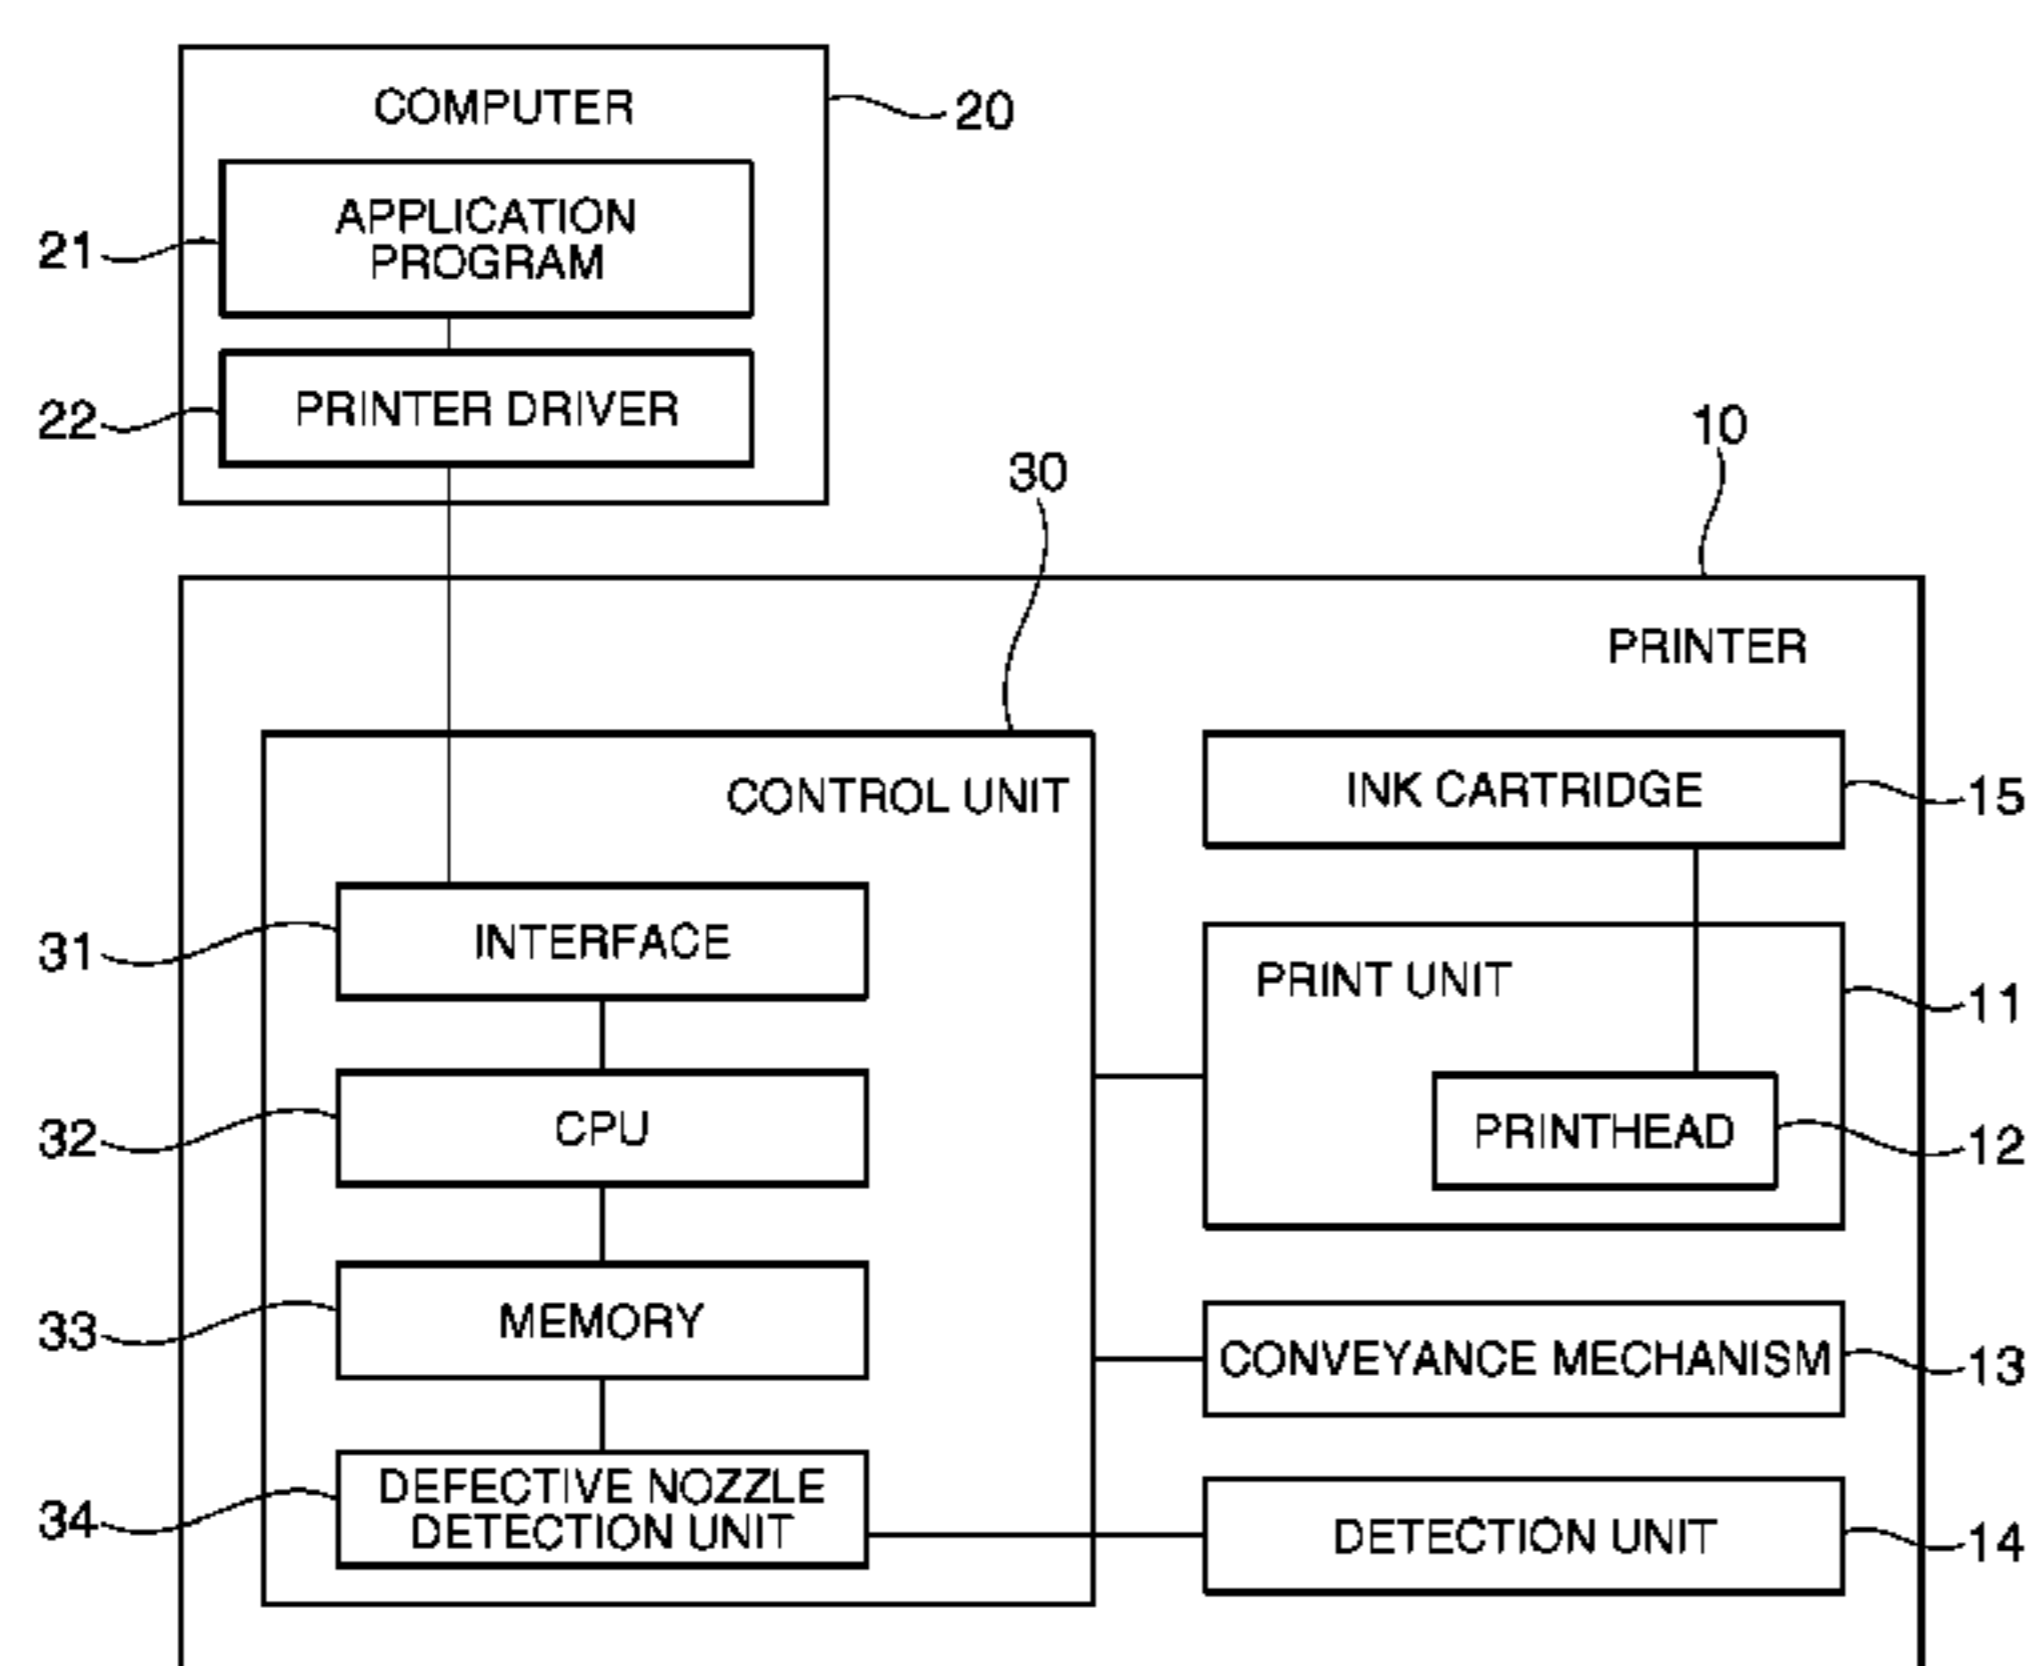 COMPUTER
20
21
APPLICATION
PROGRAM
22
PRINTER DRIVER
10
30
PRINTER
CONTROL UNIT
INK CARTRIDGE
15
31
INTERFACE
PRINT UNIT
11
32
CPU
PRINTHEAD
12
33
MEMORY
CONVEYANCE MECHANISM
13
34
DEFECTIVE NOZZLE
DETECTION UNIT
DETECTION UNIT
14